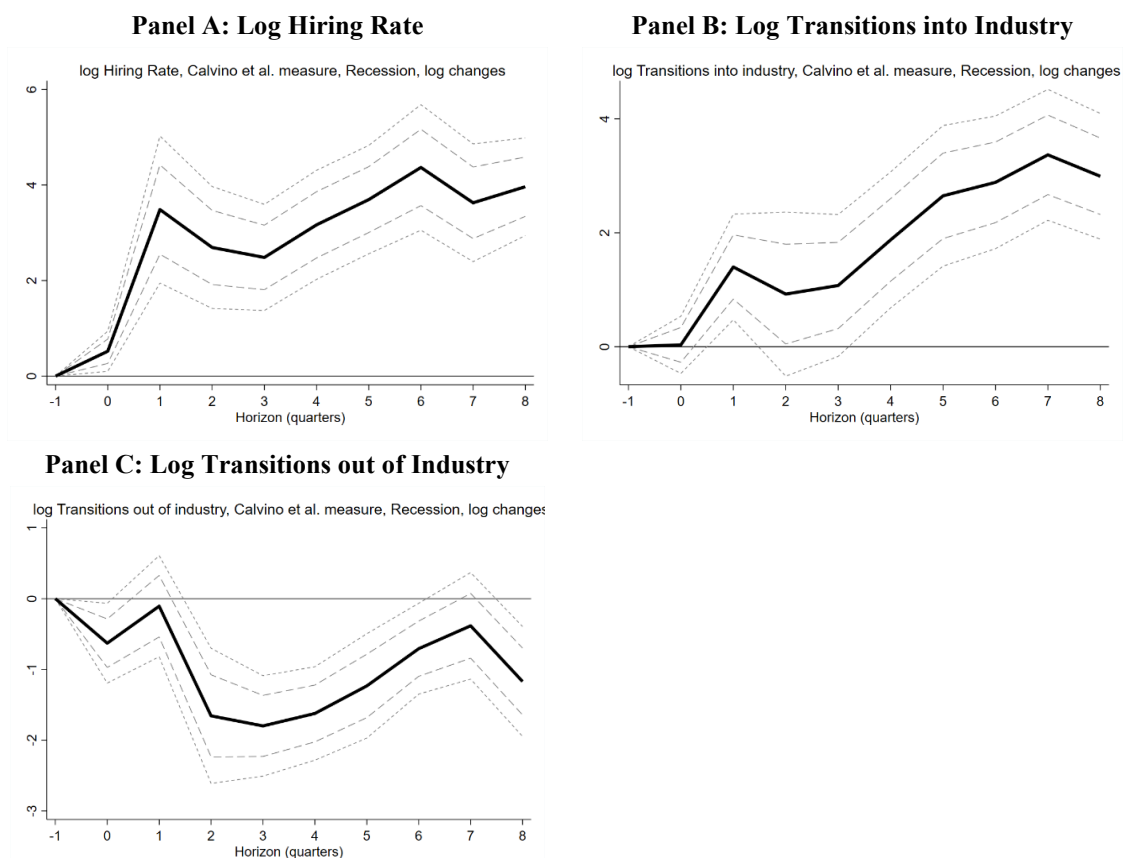 Panel A: Log Hiring Rate
log Hiring Rate, Calvino et al. measure, Recession, log changes
6
4
2
0
-1 0 1 2 3 4 5 6 7 8
Horizon (quarters)
Panel B: Log Transitions into Industry
log Transitions into industry, Calvino et al. measure, Recession, log changes
4
2
0
-1 0 1 2 3 4 5 6 7 8
Horizon (quarters)
Panel C: Log Transitions out of Industry
log Transitions out of industry, Calvino et al. measure, Recession, log changes
1
0
-1
-2
-3
-1 0 1 2 3 4 5 6 7 8
Horizon (quarters)